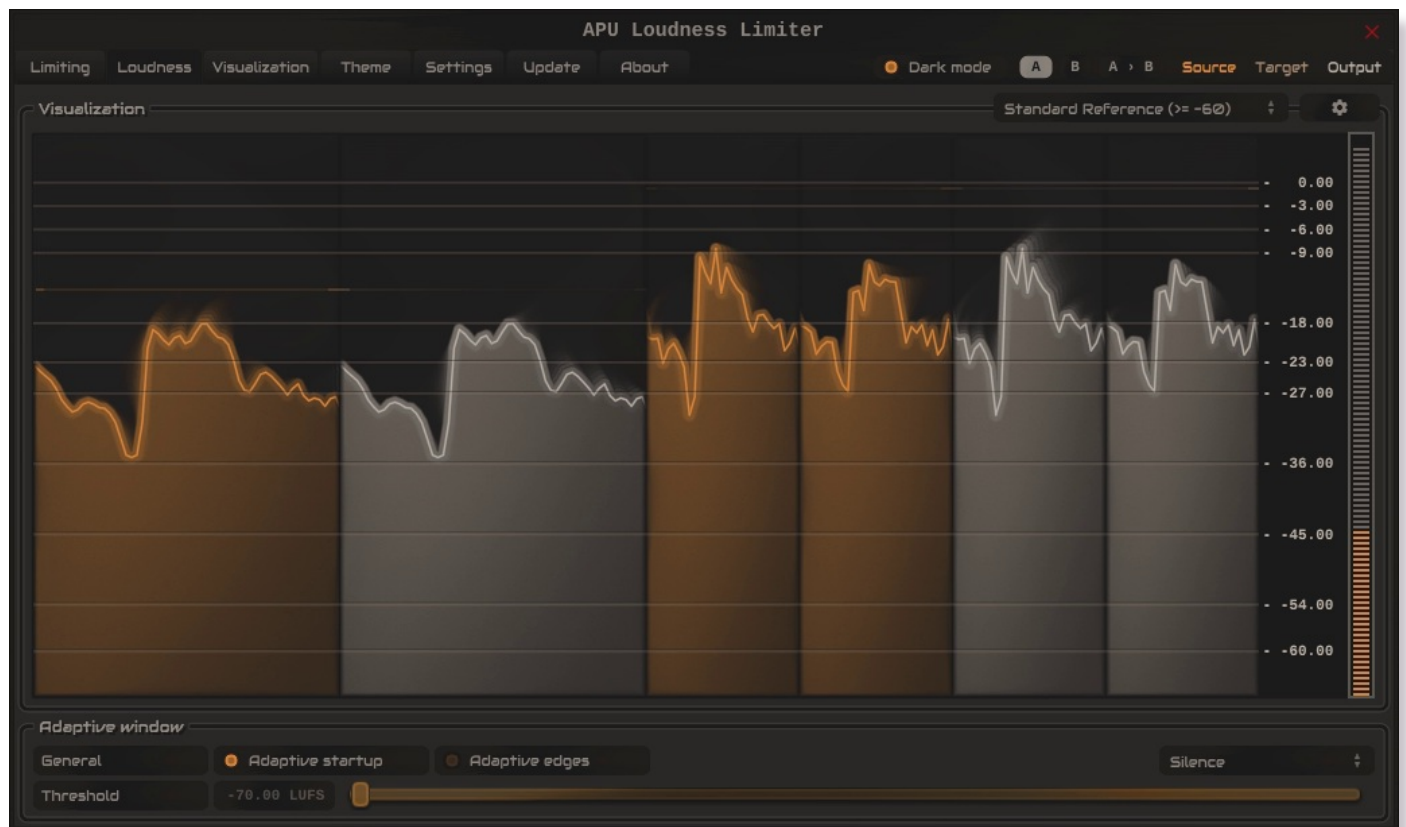 APU Loudness Limiter
Limiting Loudness Visualization Theme Settings Update About Dark mode A B A › B Source Target Output
Visualization Standard Reference (>= -60)
- 0.00
- -3.00
- -6.00
- -9.00
- -18.00
- -23.00
- -27.00
- -36.00
- -45.00
- -54.00
- -60.00
Adaptive window
General Adaptive startup Adaptive edges Silence
Threshold -70.00 LUFS